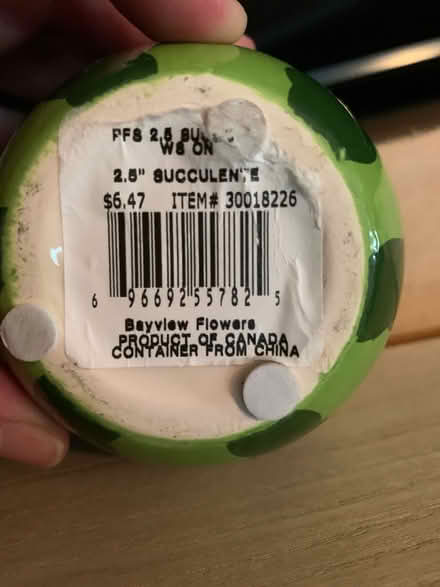 PFS 2.5
WS ON
2.5" SUCCULENTE
$6.47 ITEM# 30018226
6 96692 55782 5
Bayview Flowers
PRODUCT OF CANADA
CONTAINER FROM CHINA